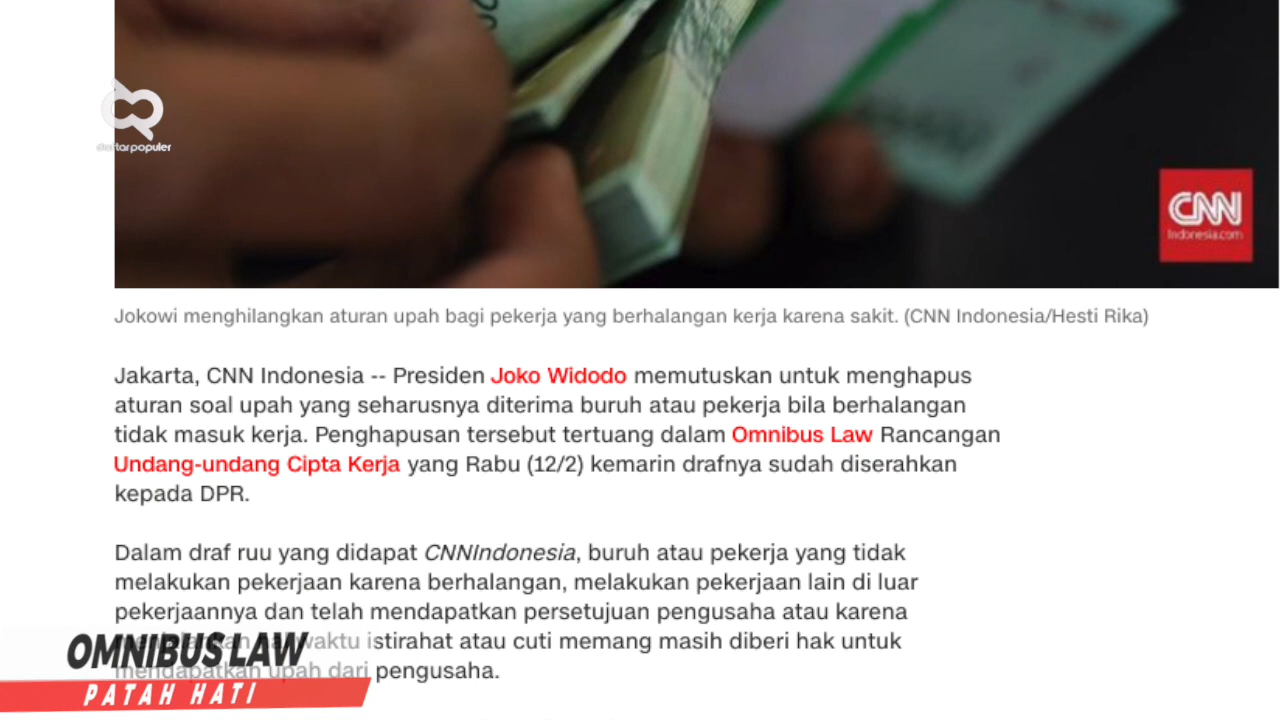 daftarpopuler
CNN
Indonesia.com
Jokowi menghilangkan aturan upah bagi pekerja yang berhalangan kerja karena sakit. (CNN Indonesia/Hesti Rika)
Jakarta, CNN Indonesia -- Presiden Joko Widodo memutuskan untuk menghapus
aturan soal upah yang seharusnya diterima buruh atau pekerja bila berhalangan
tidak masuk kerja. Penghapusan tersebut tertuang dalam Omnibus Law Rancangan
Undang-undang Cipta Kerja yang Rabu (12/2) kemarin drafnya sudah diserahkan
kepada DPR.
Dalam draf ruu yang didapat CNNIndonesia, buruh atau pekerja yang tidak
melakukan pekerjaan karena berhalangan, melakukan pekerjaan lain di luar
pekerjaannya dan telah mendapatkan persetujuan pengusaha atau karena
waktu istirahat atau cuti memang masih diberi hak untuk
mendapatkan upah dari pengusaha.
OMNIBUS LAW
PATAH HATI